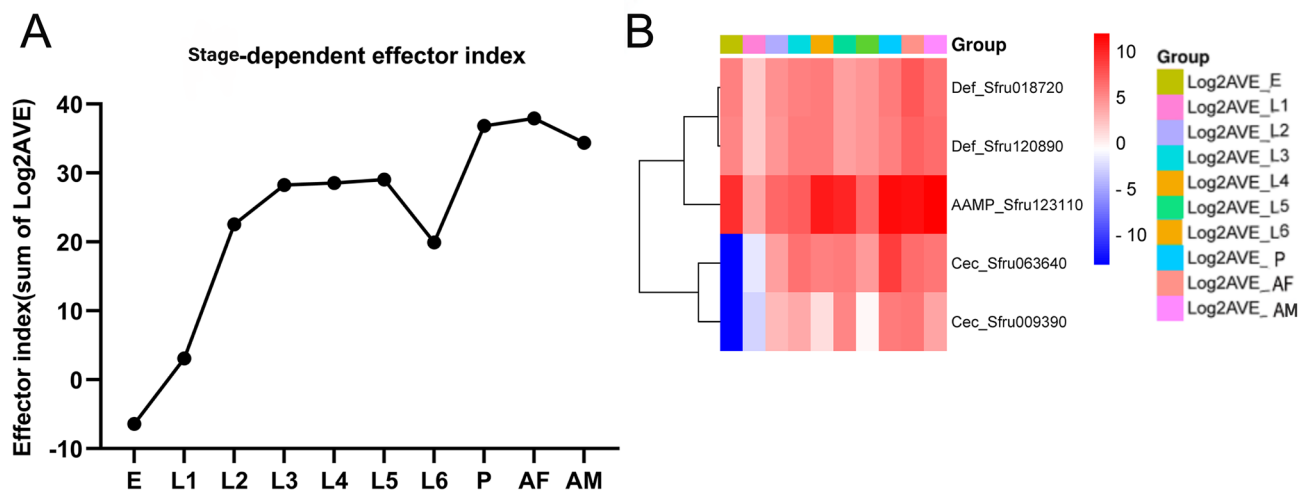 A
Stage-dependent effector index
Effector index(sum of Log2AVE)
40
30
20
10
0
-10
E L1 L2 L3 L4 L5 L6 P AF AM
B
Group
Def_Sfru018720
Def_Sfru120890
AAMP_Sfru123110
Cec_Sfru063640
Cec_Sfru009390
10
5
0
- 5
- 10
Group
Log2AVE_E
Log2AVE_L1
Log2AVE_L2
Log2AVE_L3
Log2AVE_L4
Log2AVE_L5
Log2AVE_L6
Log2AVE_ P
Log2AVE_ AF
Log2AVE_ AM